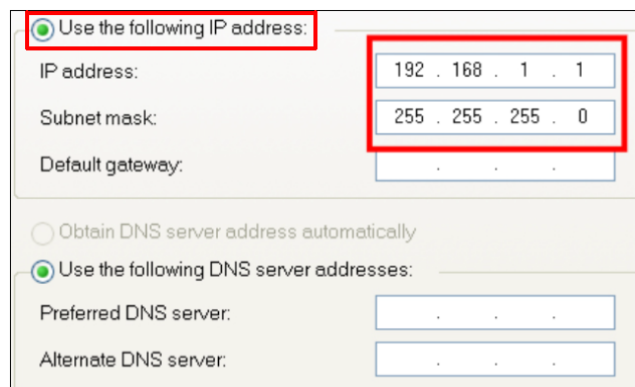 Use the following IP address:
IP address: 192 . 168 . 1 . 1
Subnet mask: 255 . 255 . 255 . 0
Default gateway: . . .
Obtain DNS server address automatically
Use the following DNS server addresses:
Preferred DNS server: . . .
Alternate DNS server: . . .